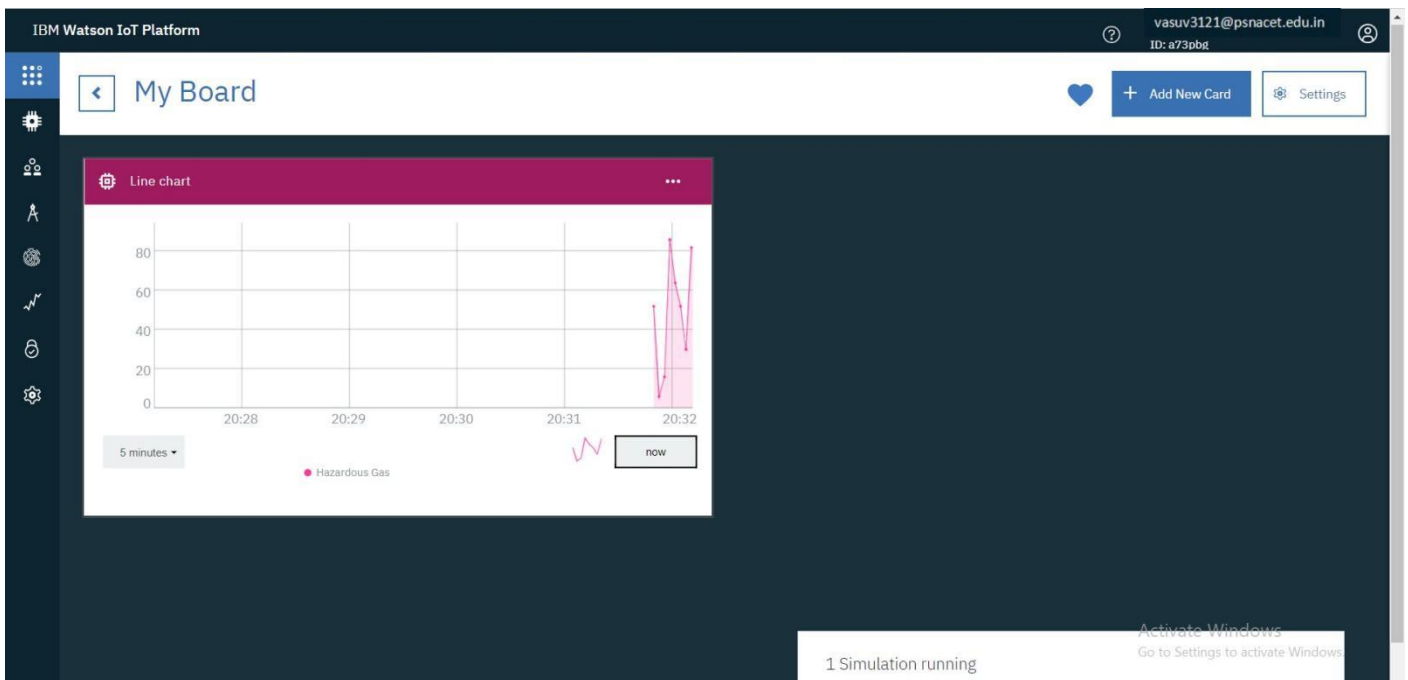 IBM Watson IoT Platform
vasuv3121@psnacet.edu.in
ID: a73pbg
My Board
+ Add New Card
Settings
Line chart
80
60
40
20
0
20:28 20:29 20:30 20:31 20:32
5 minutes
now
Hazardous Gas
Activate Windows
Go to Settings to activate Windows.
1 Simulation running